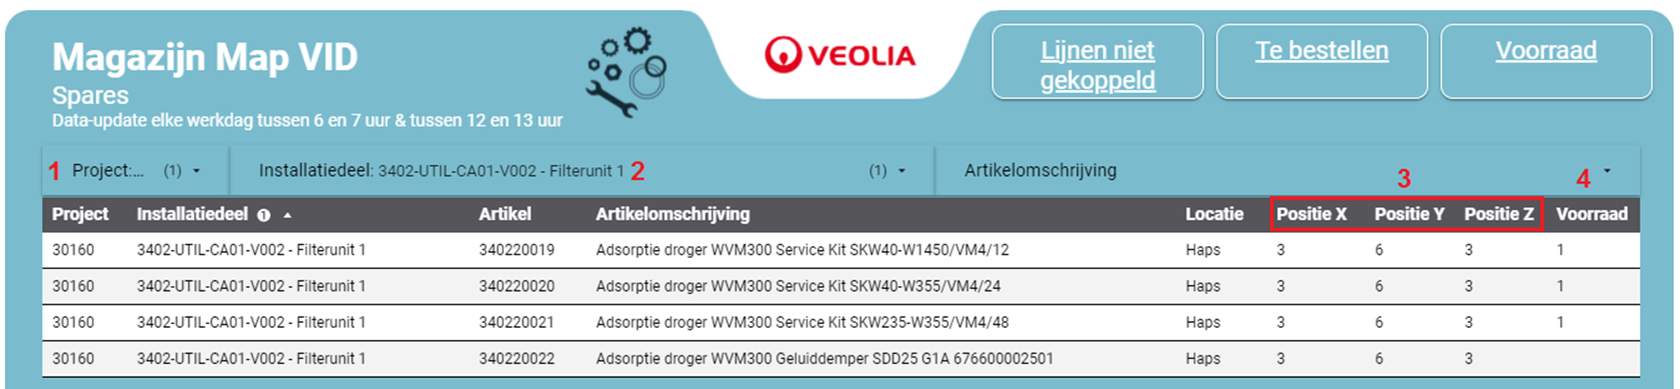 Magazijn Map VID
Spares
Data-update elke werkdag tussen 6 en 7 uur & tussen 12 en 13 uur
VEOLIA
Lijnen niet
gekoppeld
Te bestellen
Voorraad
1 Project:... (1)
Installatiedeel: 3402-UTIL-CA01-V002 - Filterunit 1 2 (1)
Artikelomschrijving 3 4
Project Installatiedeel 1 Artikel Artikelomschrijving Locatie Positie X Positie Y Positie Z Voorraad
30160 3402-UTIL-CA01-V002 - Filterunit 1 340220019 Adsorptie droger WVM300 Service Kit SKW40-W1450/VM4/12 Haps 3 6 3 1
30160 3402-UTIL-CA01-V002 - Filterunit 1 340220020 Adsorptie droger WVM300 Service Kit SKW40-W355/VM4/24 Haps 3 6 3 1
30160 3402-UTIL-CA01-V002 - Filterunit 1 340220021 Adsorptie droger WVM300 Service Kit SKW235-W355/VM4/48 Haps 3 6 3 1
30160 3402-UTIL-CA01-V002 - Filterunit 1 340220022 Adsorptie droger WVM300 Geluiddemper SDD25 G1A 676600002501 Haps 3 6 3